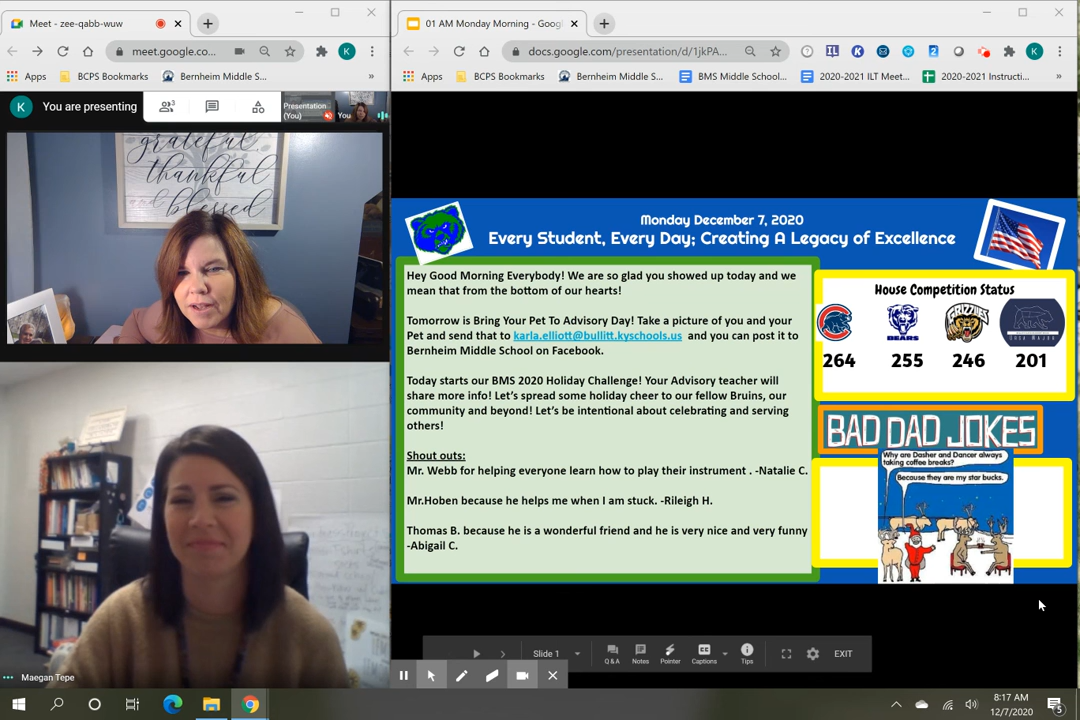 Meet - zee-qabb-wuw
01 AM Monday Morning - Goog
meet.google.co...
docs.google.com/presentation/d/1jkPA...
Apps
BCPS Bookmarks
Bernheim Middle S...
»
Apps
BCPS Bookmarks
Bernheim Middle S...
BMS Middle School...
2020-2021 ILT Meet...
2020-2021 Instructi...
»
K
You are presenting
3
Presentation
(You)
You
grateful
thankful
and
blessed
Maegan Tepe
Monday December 7, 2020
Every Student, Every Day; Creating A Legacy of Excellence
Hey Good Morning Everybody! We are so glad you showed up today and we
mean that from the bottom of our hearts!
Tomorrow is Bring Your Pet To Advisory Day! Take a picture of you and your
Pet and send that to karla.elliott@bullitt.kyschools.us and you can post it to
Bernheim Middle School on Facebook.
Today starts our BMS 2020 Holiday Challenge! Your Advisory teacher will
share more info! Let's spread some holiday cheer to our fellow Bruins, our
community and beyond! Let's be intentional about celebrating and serving
others!
Shout outs:
Mr. Webb for helping everyone learn how to play their instrument . -Natalie C.
Mr.Hoben because he helps me when I am stuck. -Rileigh H.
Thomas B. because he is a wonderful friend and he is very nice and very funny
-Abigail C.
House Competition Status
BEARS
GRIZZLIES
URSA MAJOR
264
255
246
201
BAD DAD JOKES
Why are Dasher and Dancer always
taking coffee breaks?
Because they are my star bucks.
Slide 1
Q & A
Notes
Pointer
Captions
Tips
EXIT
8:17 AM
12/7/2020
5